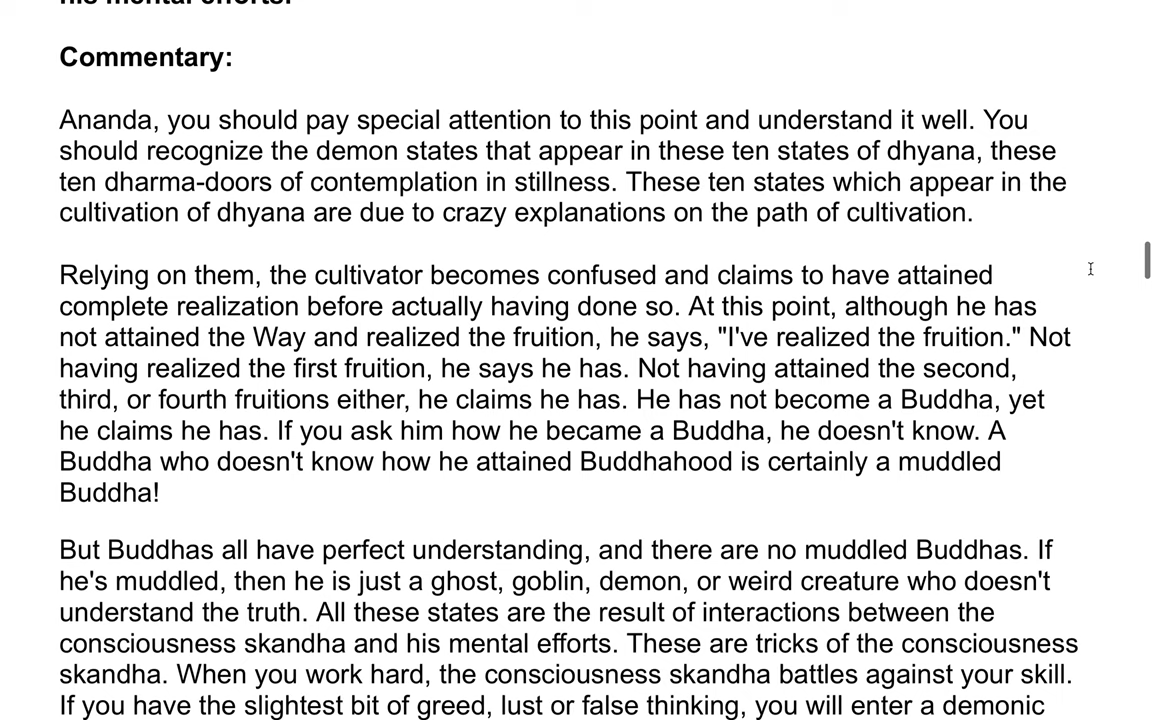 his mental efforts.
Commentary:
Ananda, you should pay special attention to this point and understand it well. You
should recognize the demon states that appear in these ten states of dhyana, these
ten dharma-doors of contemplation in stillness. These ten states which appear in the
cultivation of dhyana are due to crazy explanations on the path of cultivation.
Relying on them, the cultivator becomes confused and claims to have attained
complete realization before actually having done so. At this point, although he has
not attained the Way and realized the fruition, he says, "I've realized the fruition." Not
having realized the first fruition, he says he has. Not having attained the second,
third, or fourth fruitions either, he claims he has. He has not become a Buddha, yet
he claims he has. If you ask him how he became a Buddha, he doesn't know. A
Buddha who doesn't know how he attained Buddhahood is certainly a muddled
Buddha!
But Buddhas all have perfect understanding, and there are no muddled Buddhas. If
he's muddled, then he is just a ghost, goblin, demon, or weird creature who doesn't
understand the truth. All these states are the result of interactions between the
consciousness skandha and his mental efforts. These are tricks of the consciousness
skandha. When you work hard, the consciousness skandha battles against your skill.
If you have the slightest bit of greed, lust or false thinking, you will enter a demonic